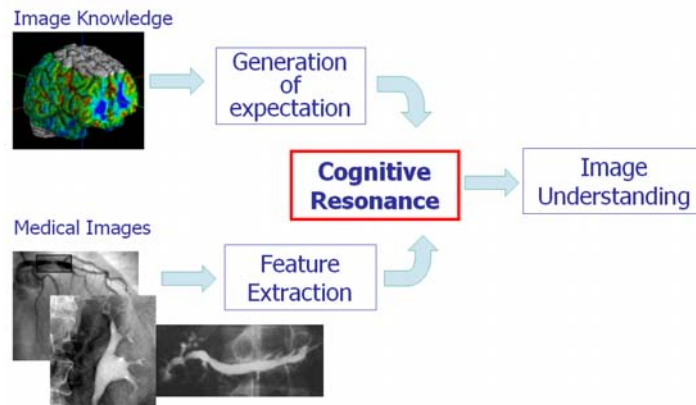 Image Knowledge
Generation
of
expectation
Cognitive
Resonance
Image
Understanding
Medical Images
Feature
Extraction